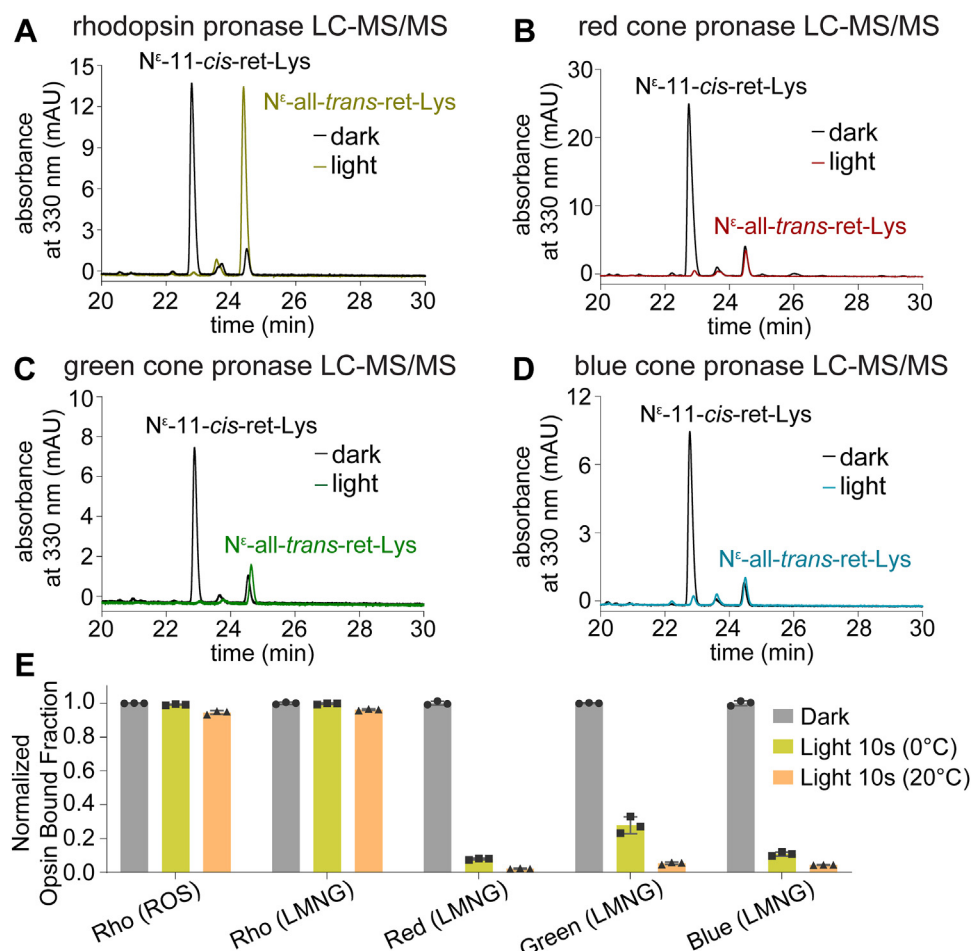 A rhodopsin pronase LC-MS/MS
Nᵋ-11-cis-ret-Lys
Nᵋ-all-trans-ret-Lys
dark
light
absorbance
at 330 nm (mAU)
15
12
9
6
3
0
20 22 24 26 28 30
time (min)
B red cone pronase LC-MS/MS
Nᵋ-11-cis-ret-Lys
dark
light
Nᵋ-all-trans-ret-Lys
absorbance
at 330 nm (mAU)
30
20
10
0
20 22 24 26 28 30
time (min)
C green cone pronase LC-MS/MS
Nᵋ-11-cis-ret-Lys
dark
light
Nᵋ-all-trans-ret-Lys
absorbance
at 330 nm (mAU)
10
8
6
4
2
0
20 22 24 26 28 30
time (min)
D blue cone pronase LC-MS/MS
Nᵋ-11-cis-ret-Lys
dark
light
Nᵋ-all-trans-ret-Lys
absorbance
at 330 nm (mAU)
12
6
3
0
20 22 24 26 28 30
time (min)
E
Normalized
Opsin Bound Fraction
1.0
0.8
0.6
0.4
0.2
0.0
Dark
Light 10s (0°C)
Light 10s (20°C)
Rho (ROS)
Rho (LMNG)
Red (LMNG)
Green (LMNG)
Blue (LMNG)